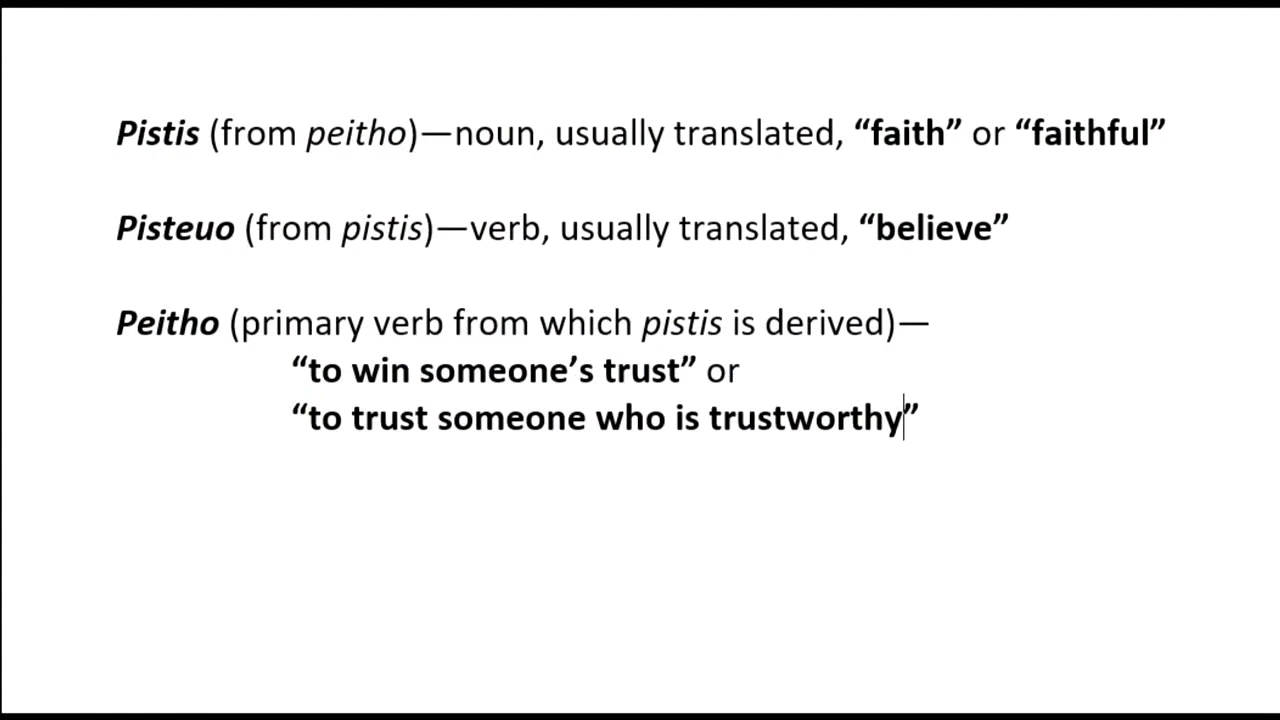 Pistis (from peitho)—noun, usually translated, “faith” or “faithful”
Pisteuo (from pistis)—verb, usually translated, “believe”
Peitho (primary verb from which pistis is derived)—
“to win someone’s trust” or
“to trust someone who is trustworthy”